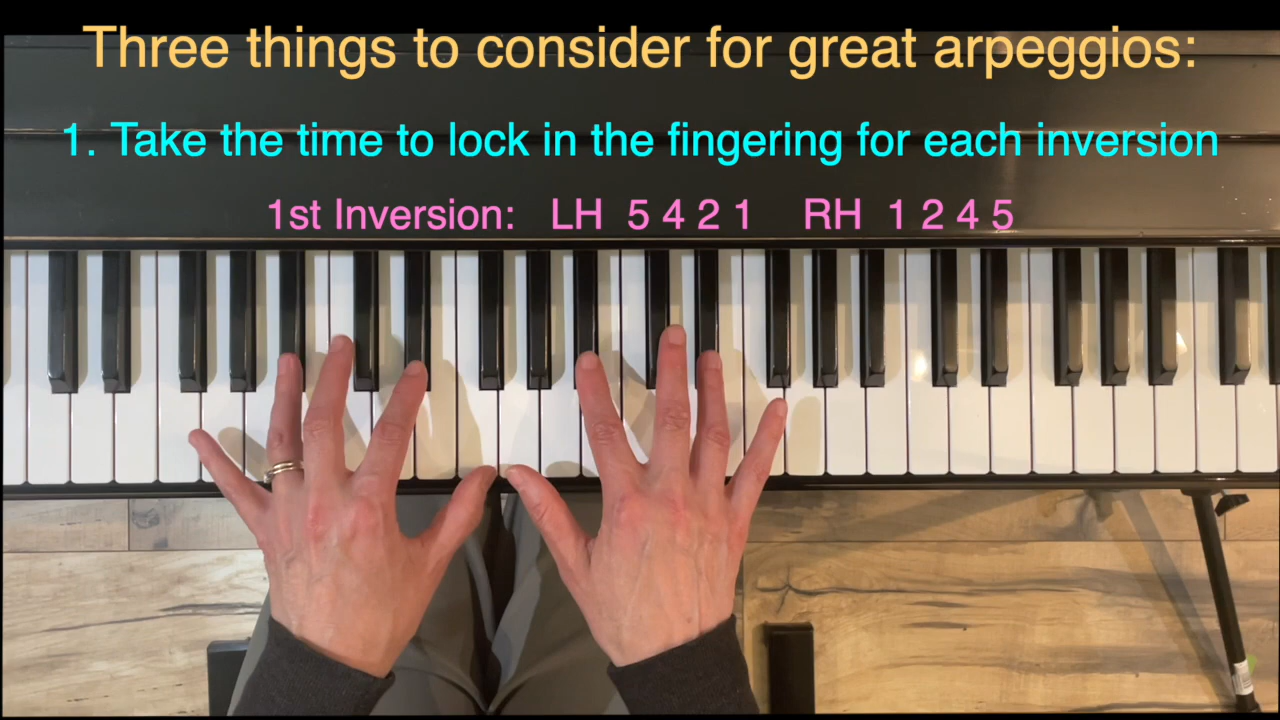 Three things to consider for great arpeggios:
1. Take the time to lock in the fingering for each inversion
1st Inversion: LH 5 4 2 1 RH 1 2 4 5